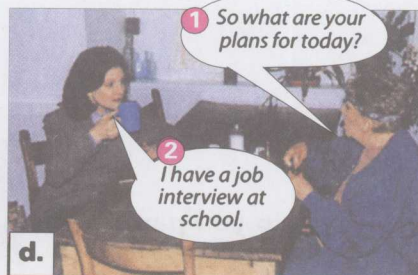 1 So what are your
plans for today?
2
I have a job
interview at
school.
d.